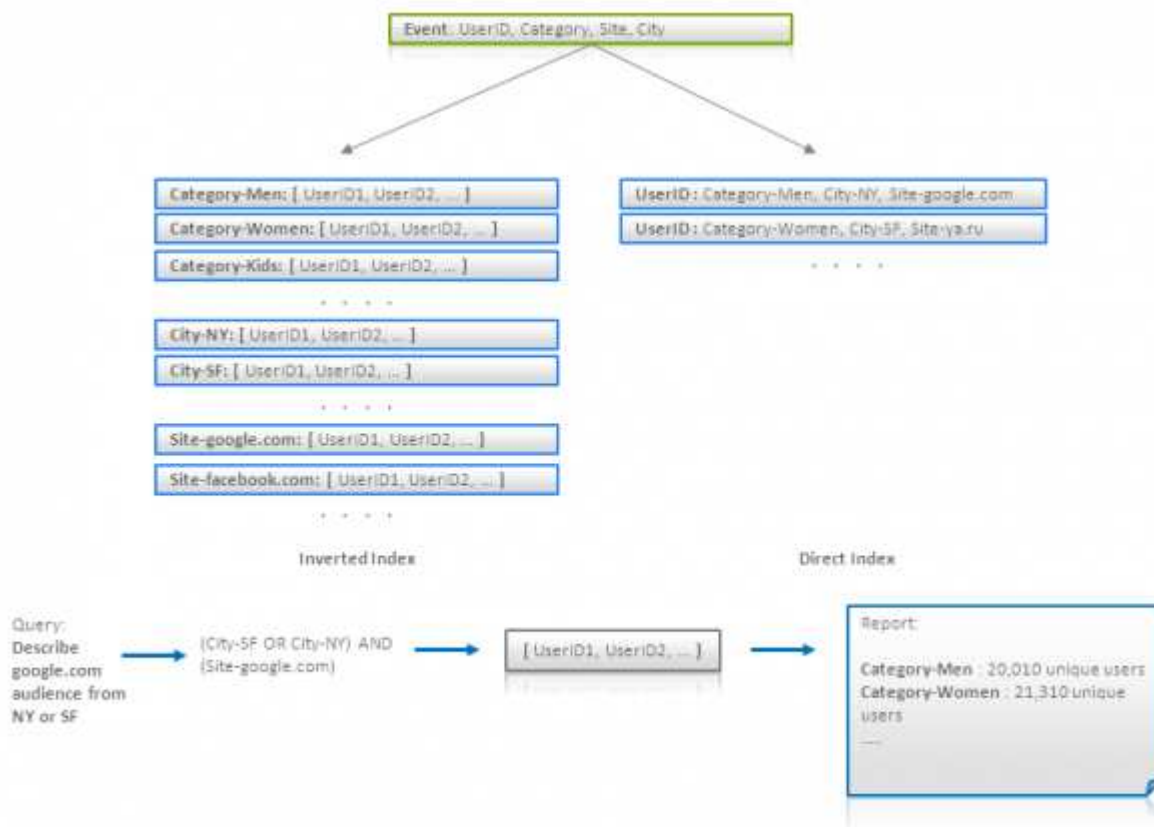 Event: UserID, Category, Site, City
Category-Men: [ UserID1, UserID2, ... ]
Category-Women: [ UserID1, UserID2, ... ]
Category-Kids: [ UserID1, UserID2, ... ]
. . . .
City-NY: [ UserID1, UserID2, ... ]
City-SF: [ UserID1, UserID2, ... ]
. . . .
Site-google.com: [ UserID1, UserID2, ... ]
Site-facebook.com: [ UserID1, UserID2, ... ]
. . . .
Inverted Index
UserID: Category-Men, City-NY, Site-google.com
UserID: Category-Women, City-SF, Site-ya.ru
. . . .
Direct Index
Query:
Describe
google.com
audience from
NY or SF
(City-SF OR City-NY) AND
(Site-google.com)
[ UserID1, UserID2, ... ]
Report:
Category-Men : 20,010 unique users
Category-Women : 21,310 unique
users
....